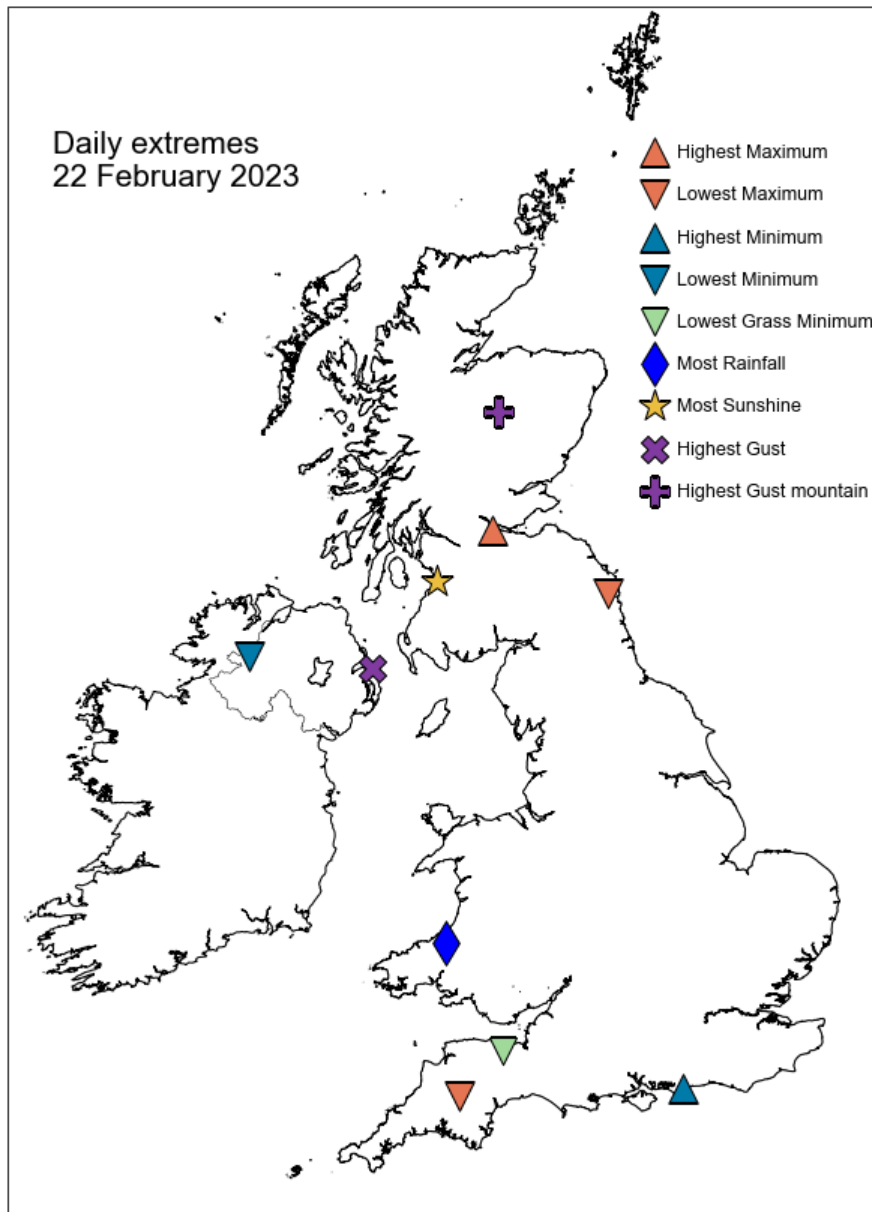 Daily extremes
22 February 2023
Highest Maximum
Lowest Maximum
Highest Minimum
Lowest Minimum
Lowest Grass Minimum
Most Rainfall
Most Sunshine
Highest Gust
Highest Gust mountain